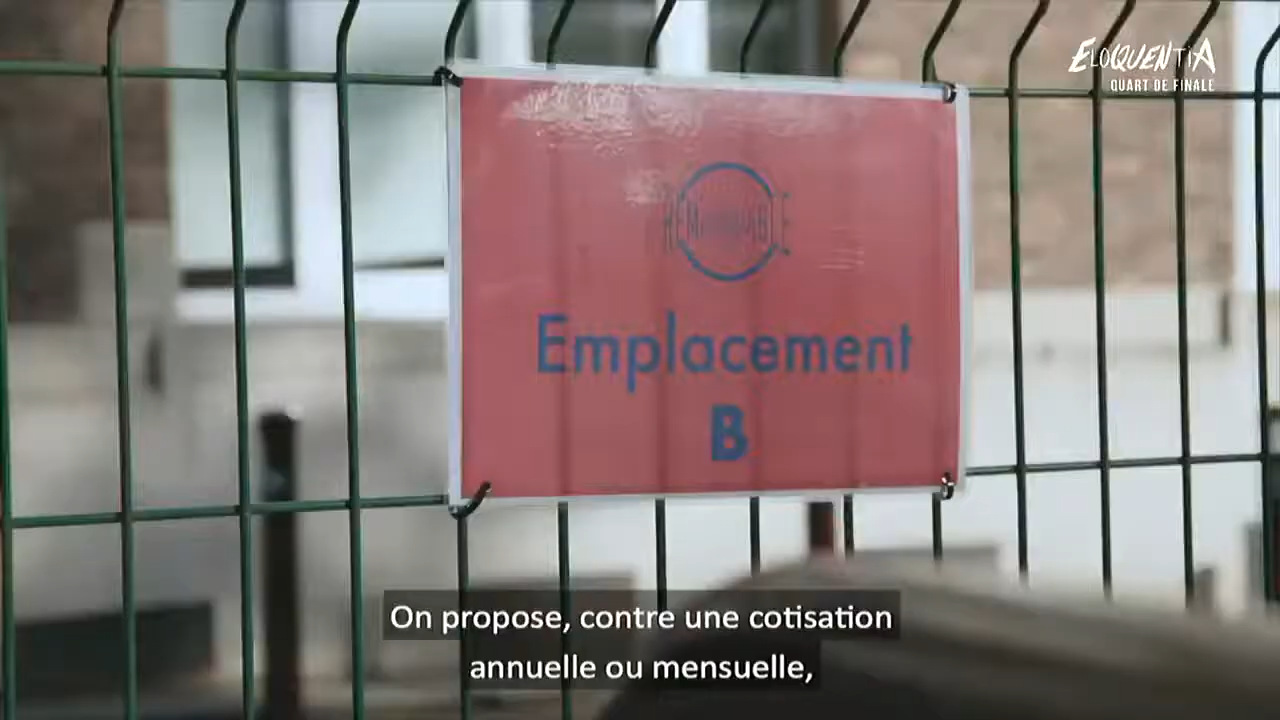 ELOQUENTIA
QUART DE FINALE
Emplacement
B
On propose, contre une cotisation
annuelle ou mensuelle,